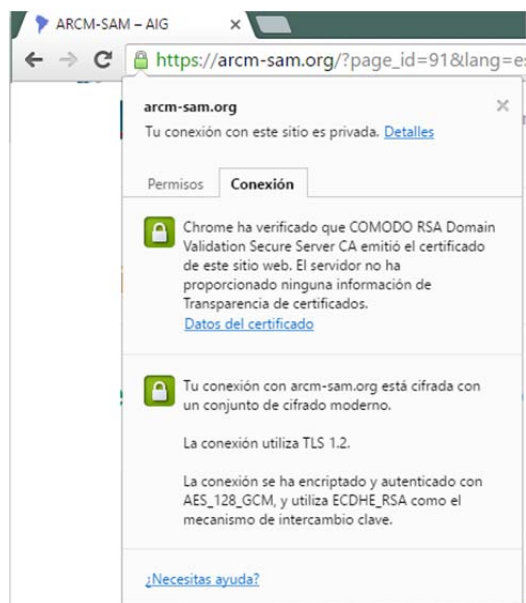 ARCM-SAM – AIG
https://arcm-sam.org/?page_id=91&lang=es
arcm-sam.org
Tu conexión con este sitio es privada. Detalles
Permisos Conexión
Chrome ha verificado que COMODO RSA Domain
Validation Secure Server CA emitió el certificado
de este sitio web. El servidor no ha
proporcionado ninguna información de
Transparencia de certificados.
Datos del certificado
Tu conexión con arcm-sam.org está cifrada con
un conjunto de cifrado moderno.
La conexión utiliza TLS 1.2.
La conexión se ha encriptado y autenticado con
AES_128_GCM, y utiliza ECDHE_RSA como el
mecanismo de intercambio clave.
¿Necesitas ayuda?